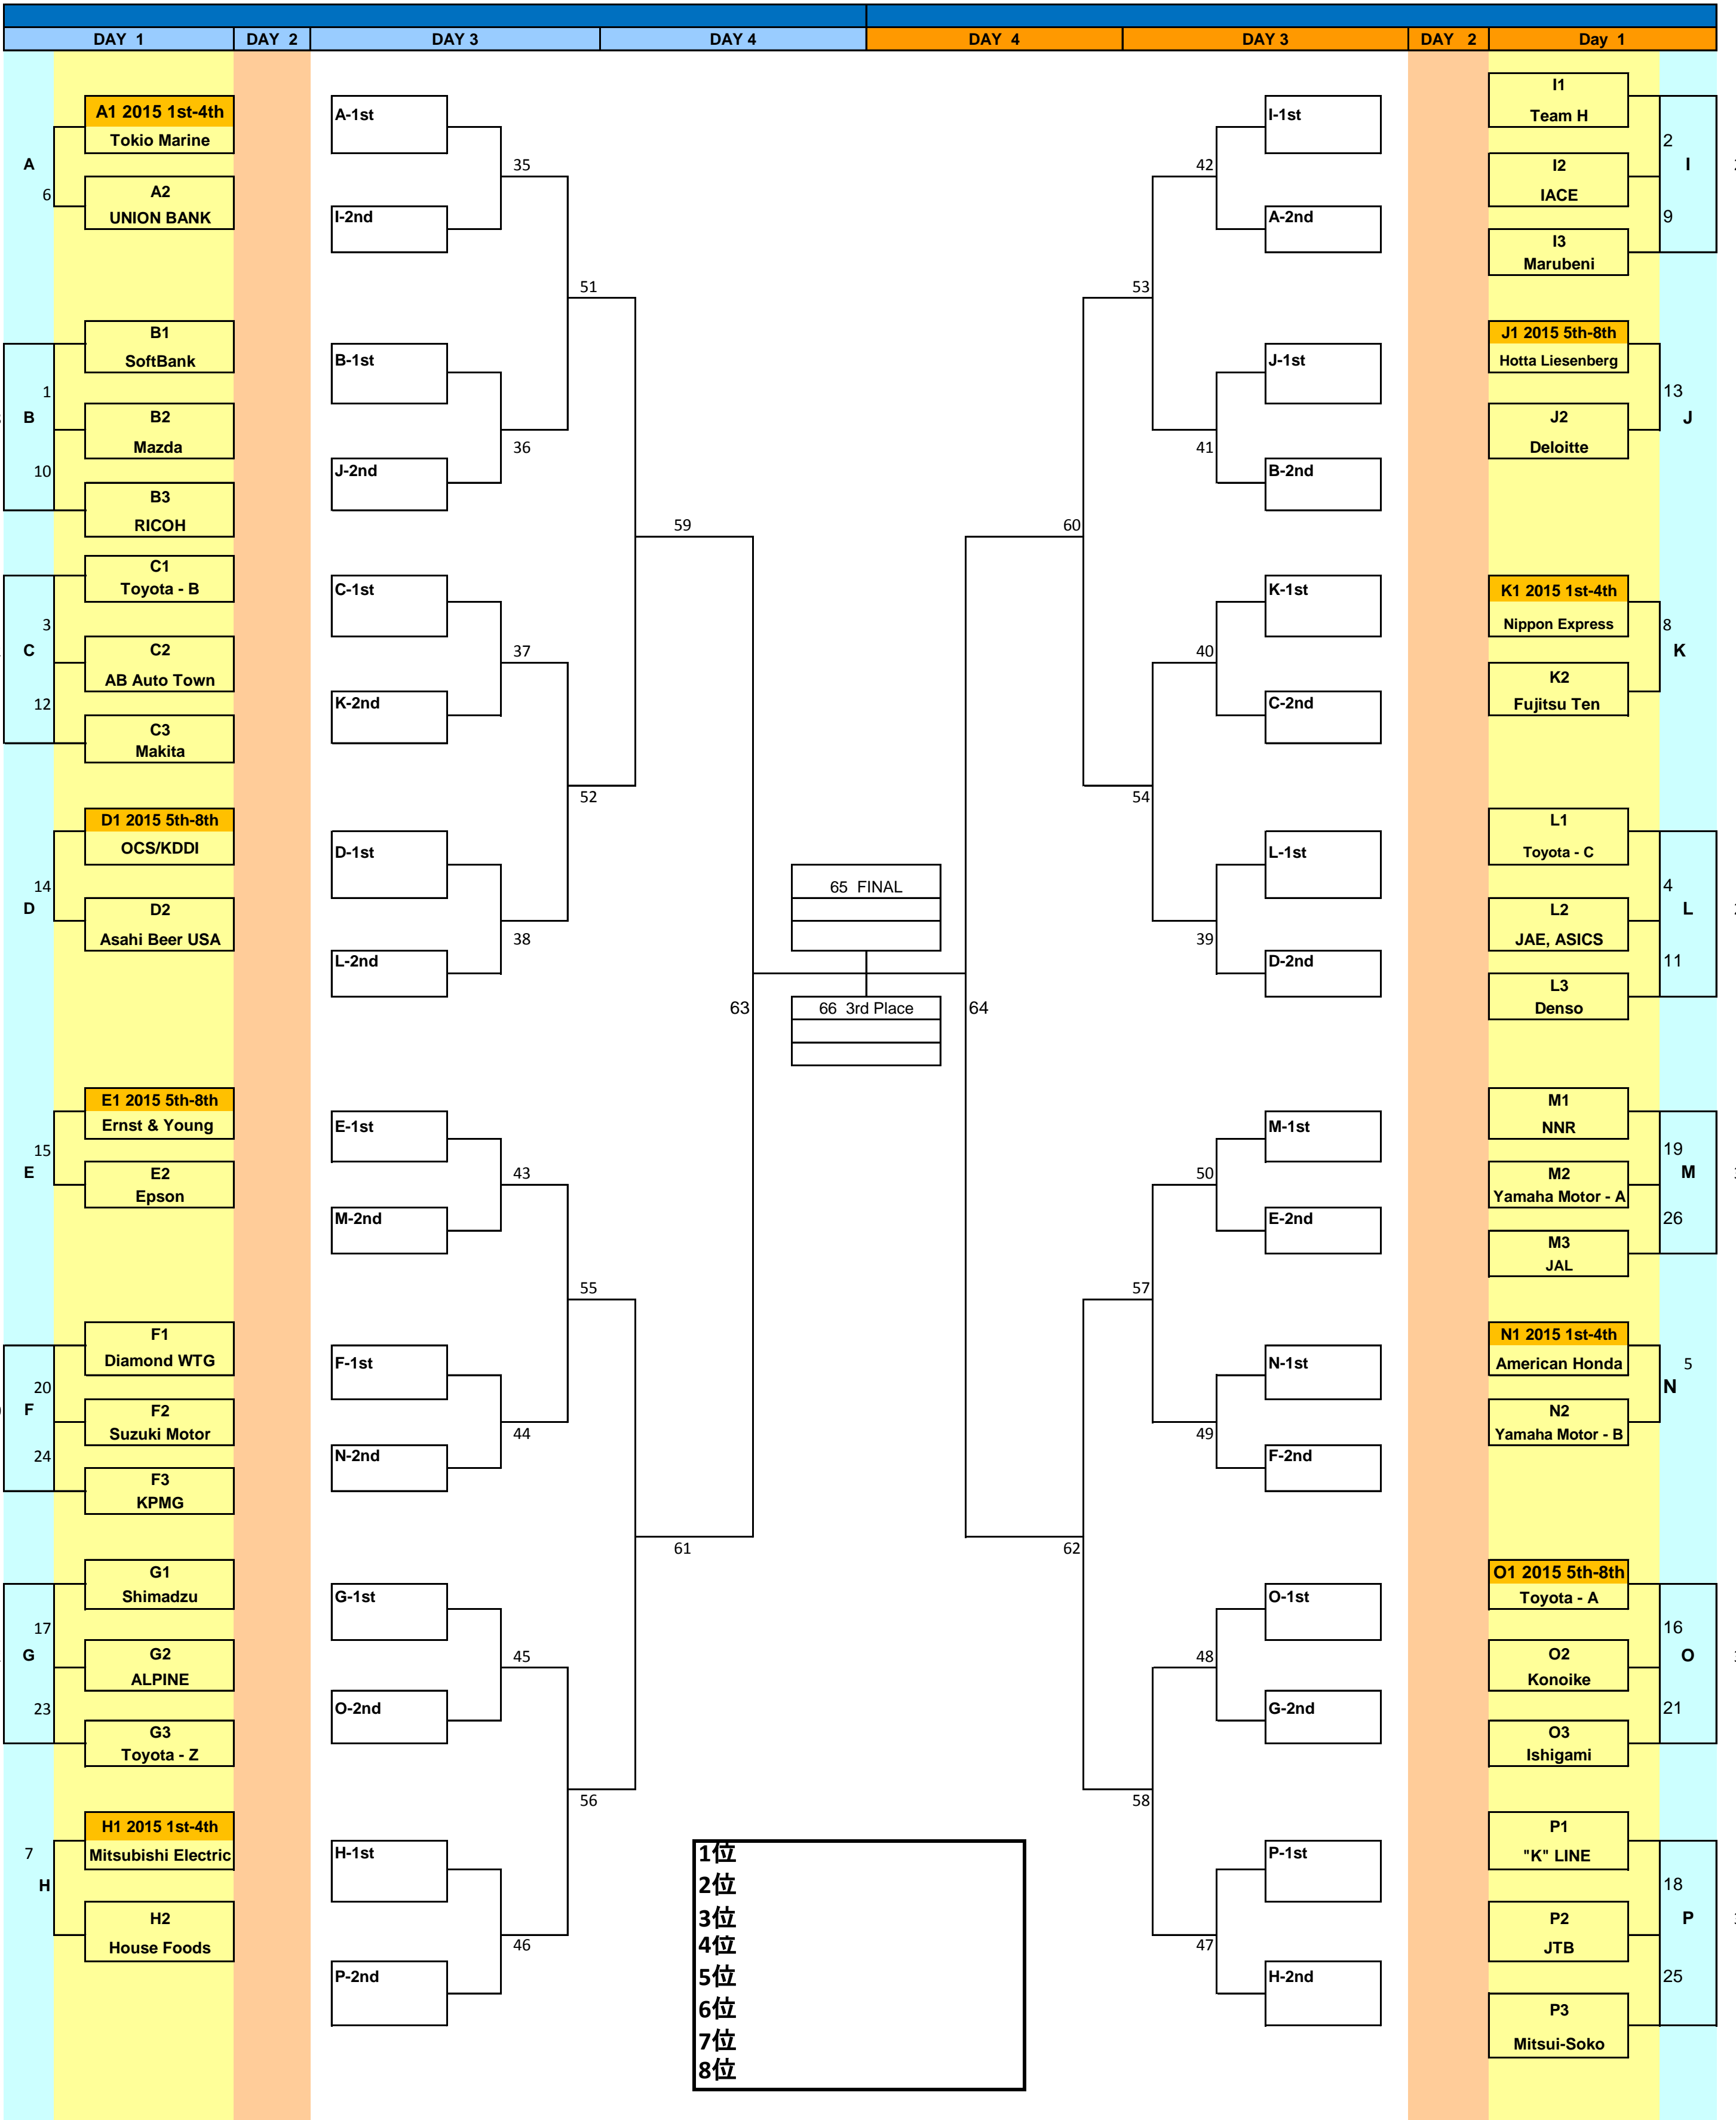 DAY 1 DAY 2 DAY 3 DAY 4 DAY 4 DAY 3 DAY 2 Day 1
A1 2015 1st-4th
Tokio Marine
A
6
A2
UNION BANK
B1
SoftBank
1
B
B2
Mazda
10
B3
RICOH
C1
Toyota - B
3
C
C2
AB Auto Town
12
C3
Makita
D1 2015 5th-8th
OCS/KDDI
14
D
D2
Asahi Beer USA
E1 2015 5th-8th
Ernst & Young
15
E
E2
Epson
F1
Diamond WTG
20
F
F2
Suzuki Motor
24
F3
KPMG
G1
Shimadzu
17
G
G2
ALPINE
23
G3
Toyota - Z
H1 2015 1st-4th
Mitsubishi Electric
7
H
H2
House Foods
A-1st
35
I-2nd
51
B-1st
36
J-2nd
59
C-1st
37
K-2nd
52
D-1st
38
L-2nd
63
E-1st
43
M-2nd
55
F-1st
44
N-2nd
61
G-1st
45
O-2nd
56
H-1st
46
P-2nd
65 FINAL
66 3rd Place
1位
2位
3位
4位
5位
6位
7位
8位
I-1st
42
A-2nd
53
J-1st
41
B-2nd
60
K-1st
40
C-2nd
54
L-1st
39
D-2nd
64
M-1st
50
E-2nd
57
N-1st
49
F-2nd
62
O-1st
48
G-2nd
58
P-1st
47
H-2nd
I1
Team H
2
I
I2
IACE
9
I3
Marubeni
J1 2015 5th-8th
Hotta Liesenberg
13
J
J2
Deloitte
K1 2015 1st-4th
Nippon Express
8
K
K2
Fujitsu Ten
L1
Toyota - C
4
L
L2
JAE, ASICS
11
L3
Denso
M1
NNR
19
M
M2
Yamaha Motor - A
26
M3
JAL
N1 2015 1st-4th
American Honda
5
N
N2
Yamaha Motor - B
O1 2015 5th-8th
Toyota - A
16
O
O2
Konoike
21
O3
Ishigami
P1
"K" LINE
18
P
P2
JTB
25
P3
Mitsui-Soko